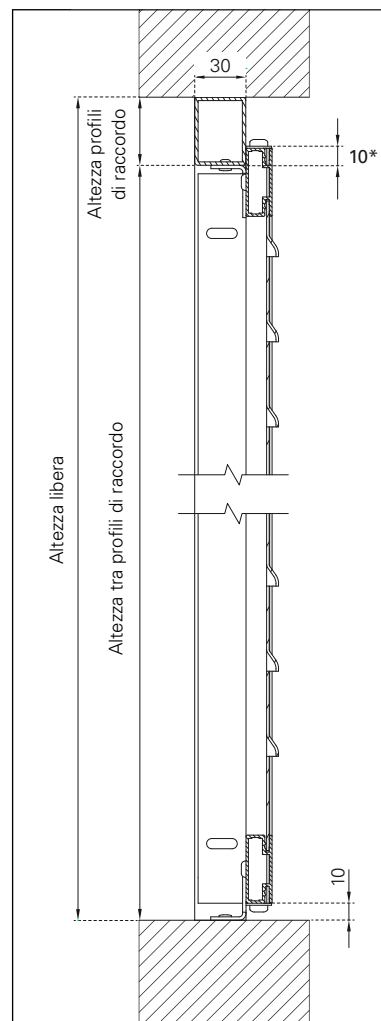 30
10*
Altezza profili
di raccordo
Altezza libera
Altezza tra profili di raccordo
10